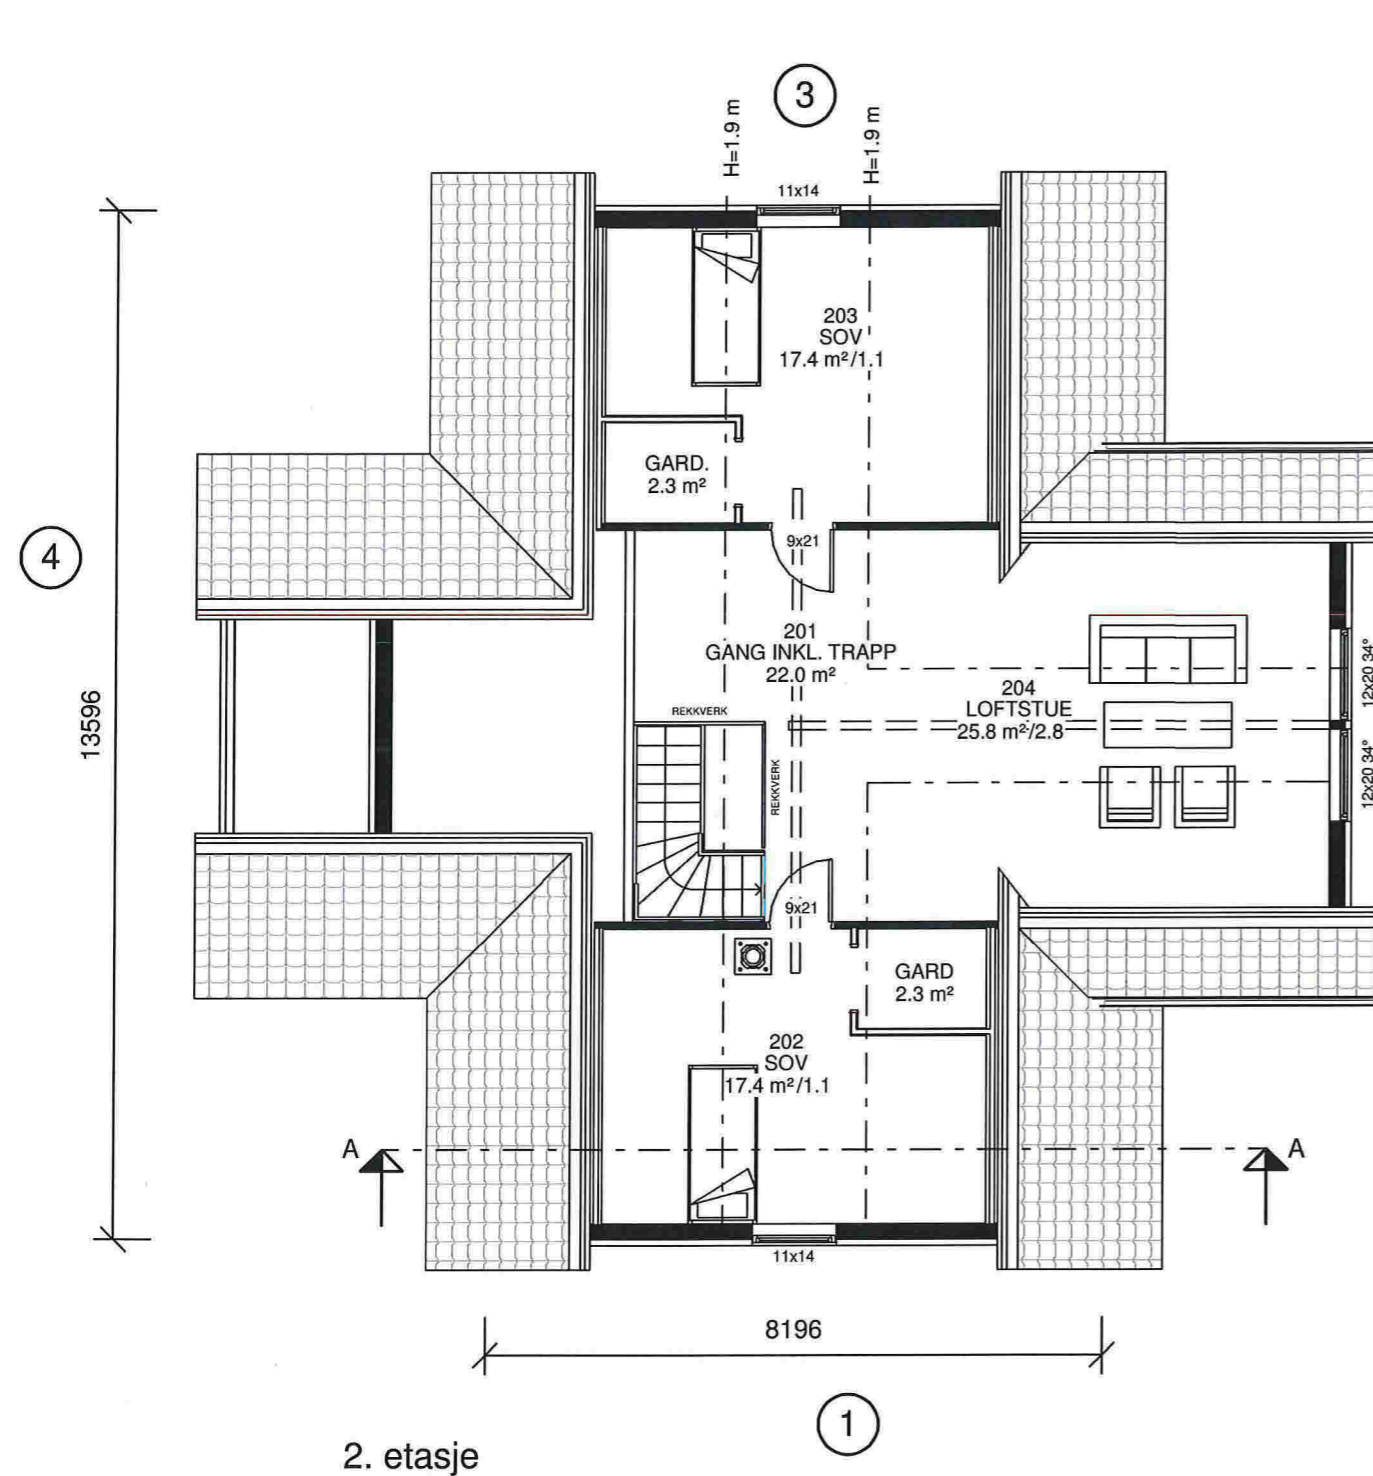 3
H=1.9 m
H=1.9 m
11x14
203
SOV
17.4 m²/1.1
GARD.
2.3 m²
9x21
4
201
GANG INKL. TRAPP
22.0 m²
204
LOFTSTUE
25.8 m²/2.8
12x20 34°
12x20 34°
13596
REKKVERK
REKKVERK
9x21
GARD
2.3 m²
202
SOV
17.4 m²/1.1
A
A
11x14
8196
1
2. etasje